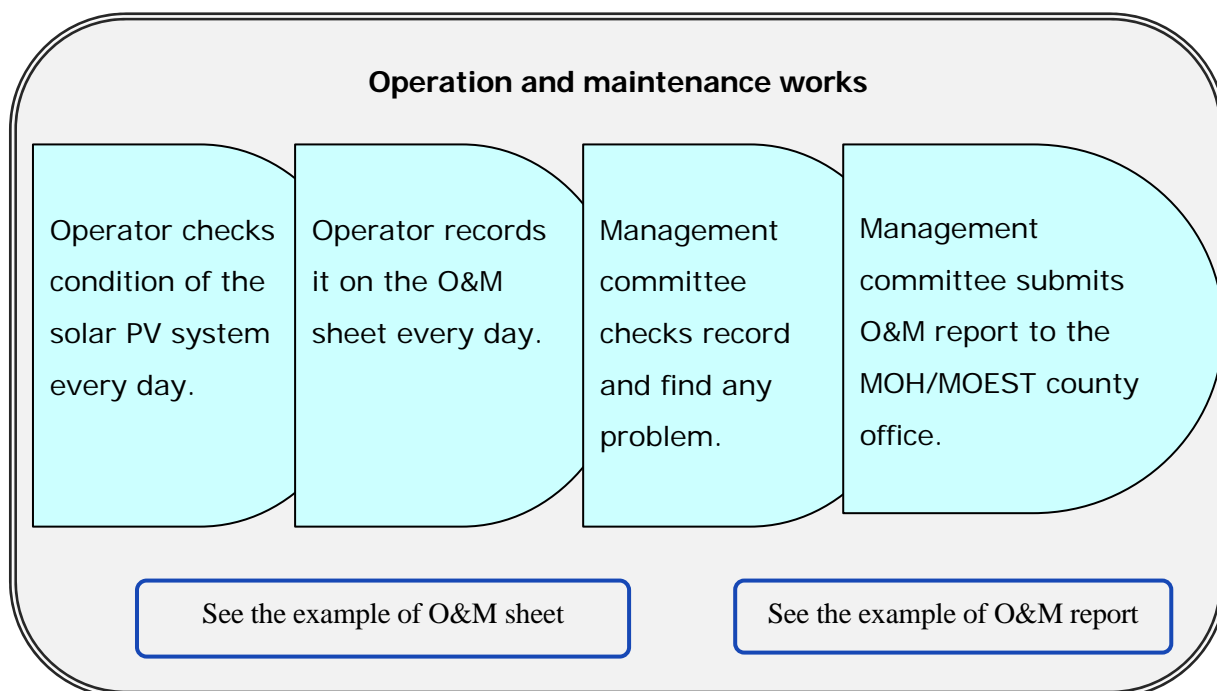 Operation and maintenance works
Operator checks
condition of the
solar PV system
every day.
Operator records
it on the O&M
sheet every day.
Management
committee
checks record
and find any
problem.
Management
committee submits
O&M report to the
MOH/MOEST county
office.
See the example of O&M sheet
See the example of O&M report